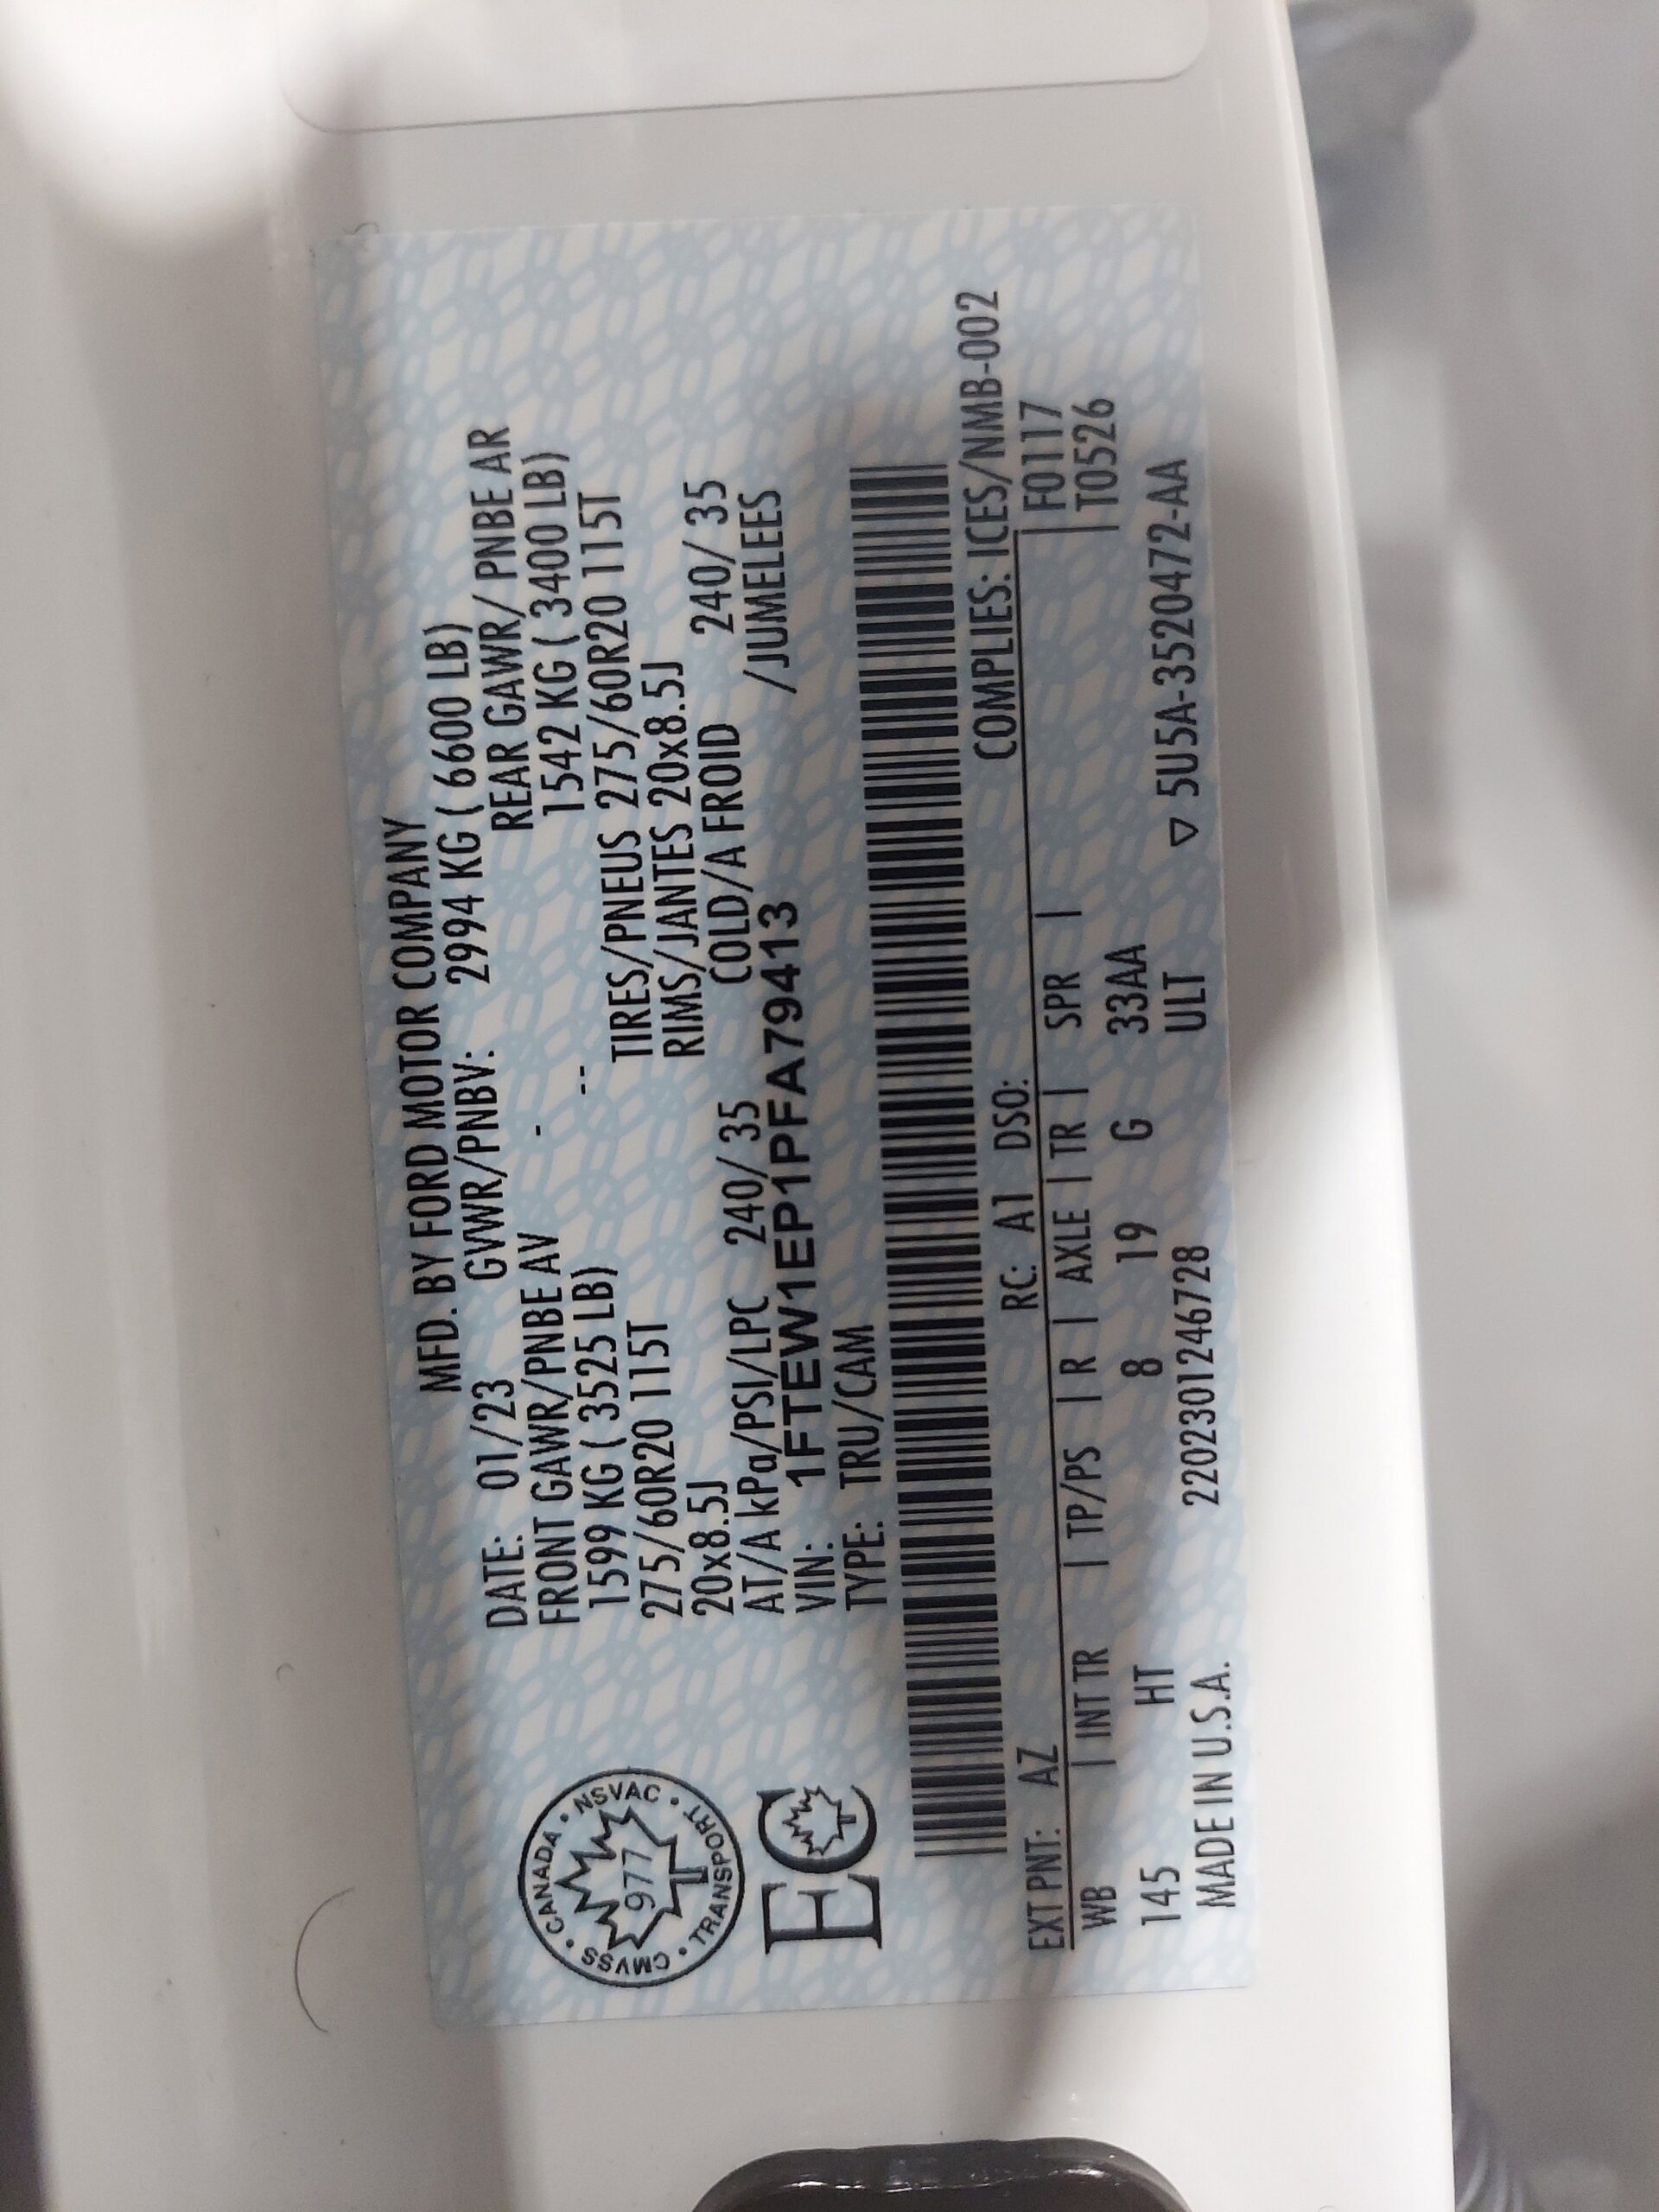 MFD. BY FORD MOTOR COMPANY
DATE: 01/23 GVWR/PNBV: 2994 KG ( 6600 LB)
FRONT GAWR/PNBE AV - REAR GAWR/ PNBE AR
1599 KG ( 3525 LB) -- 1542 KG ( 3400 LB)
275/60R20 115T TIRES/PNEUS 275/60R20 115T
20x8.5J RIMS/JANTES 20x8.5J
AT/A kPa/PSI/LPC 240/ 35 COLD/A FROID 240/ 35
VIN: 1FTEW1EP1PFA79413 /JUMELEES
TYPE: TRU/CAM
CMVSS • CANADA • NSVAC • TRANSPORT •
977
EC
COMPLIES: ICES/NMB-002
EXT PNT: AZ RC: A1 DSO:
WB | INT TR | TP/PS | R | AXLE | TR | SPR | | F0117
145 HT 8 19 G 33AA | T0526
MADE IN U.S.A. 220230124672​8 ULT ▽ 5U5A-3520472-AA